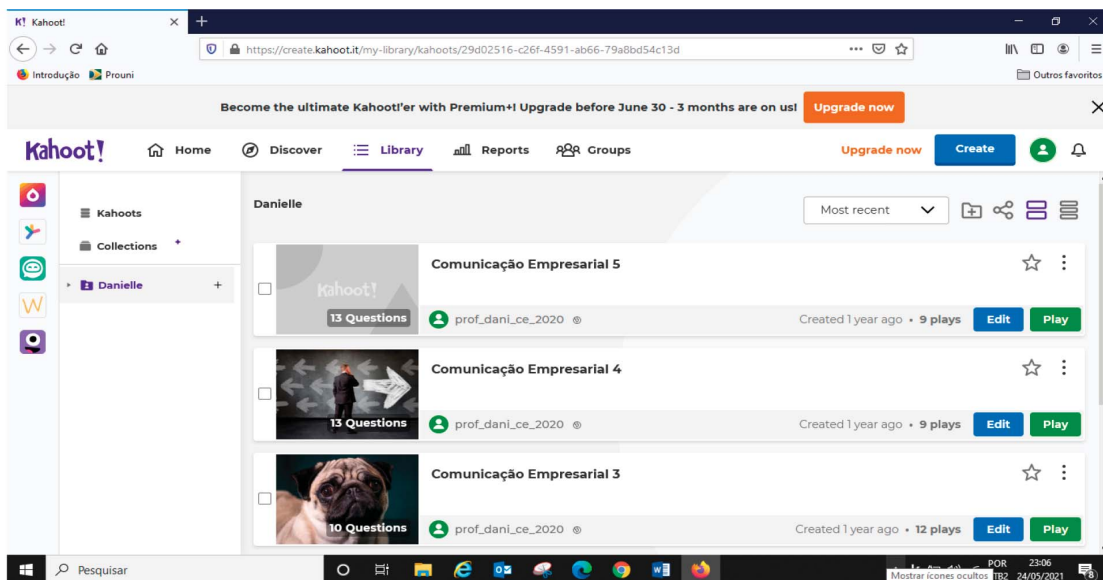 K! Kahoot!
https://create.kahoot.it/my-library/kahoots/29d02516-c26f-4591-ab66-79a8bd54c13d
Introdução Prouni Outros favoritos
Become the ultimate Kahoot!'er with Premium+! Upgrade before June 30 - 3 months are on us! Upgrade now
Kahoot! Home Discover Library Reports Groups Upgrade now Create
Kahoots
Collections
Danielle
Danielle
Most recent
Comunicação Empresarial 5
Kahoot!
13 Questions prof_dani_ce_2020 Created 1 year ago • 9 plays Edit Play
Comunicação Empresarial 4
13 Questions prof_dani_ce_2020 Created 1 year ago • 9 plays Edit Play
Comunicação Empresarial 3
10 Questions prof_dani_ce_2020 Created 1 year ago • 12 plays Edit Play
Pesquisar
POR 23:06
Mostrar ícones ocultos TB2 24/05/2021 8